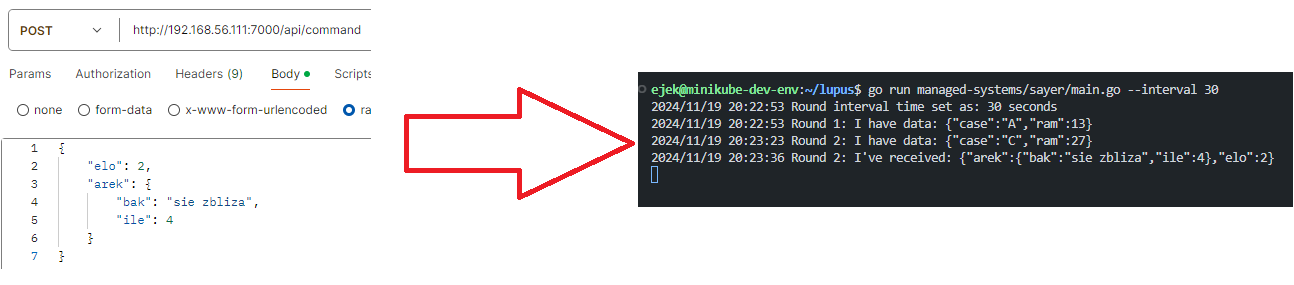 POST http://192.168.56.111:7000/api/command
Params Authorization Headers (9) Body Scripts
none form-data x-www-form-urlencoded ra
1 {
2 "elo": 2,
3 "arek": {
4 "bak": "sie zbliza",
5 "ile": 4
6 }
7 }
ejek@minikube-dev-env:~/lupus$ go run managed-systems/sayer/main.go --interval 30
2024/11/19 20:22:53 Round interval time set as: 30 seconds
2024/11/19 20:22:53 Round 1: I have data: {"case":"A","ram":13}
2024/11/19 20:23:23 Round 2: I have data: {"case":"C","ram":27}
2024/11/19 20:23:36 Round 2: I've received: {"arek":{"bak":"sie zbliza","ile":4},"elo":2}